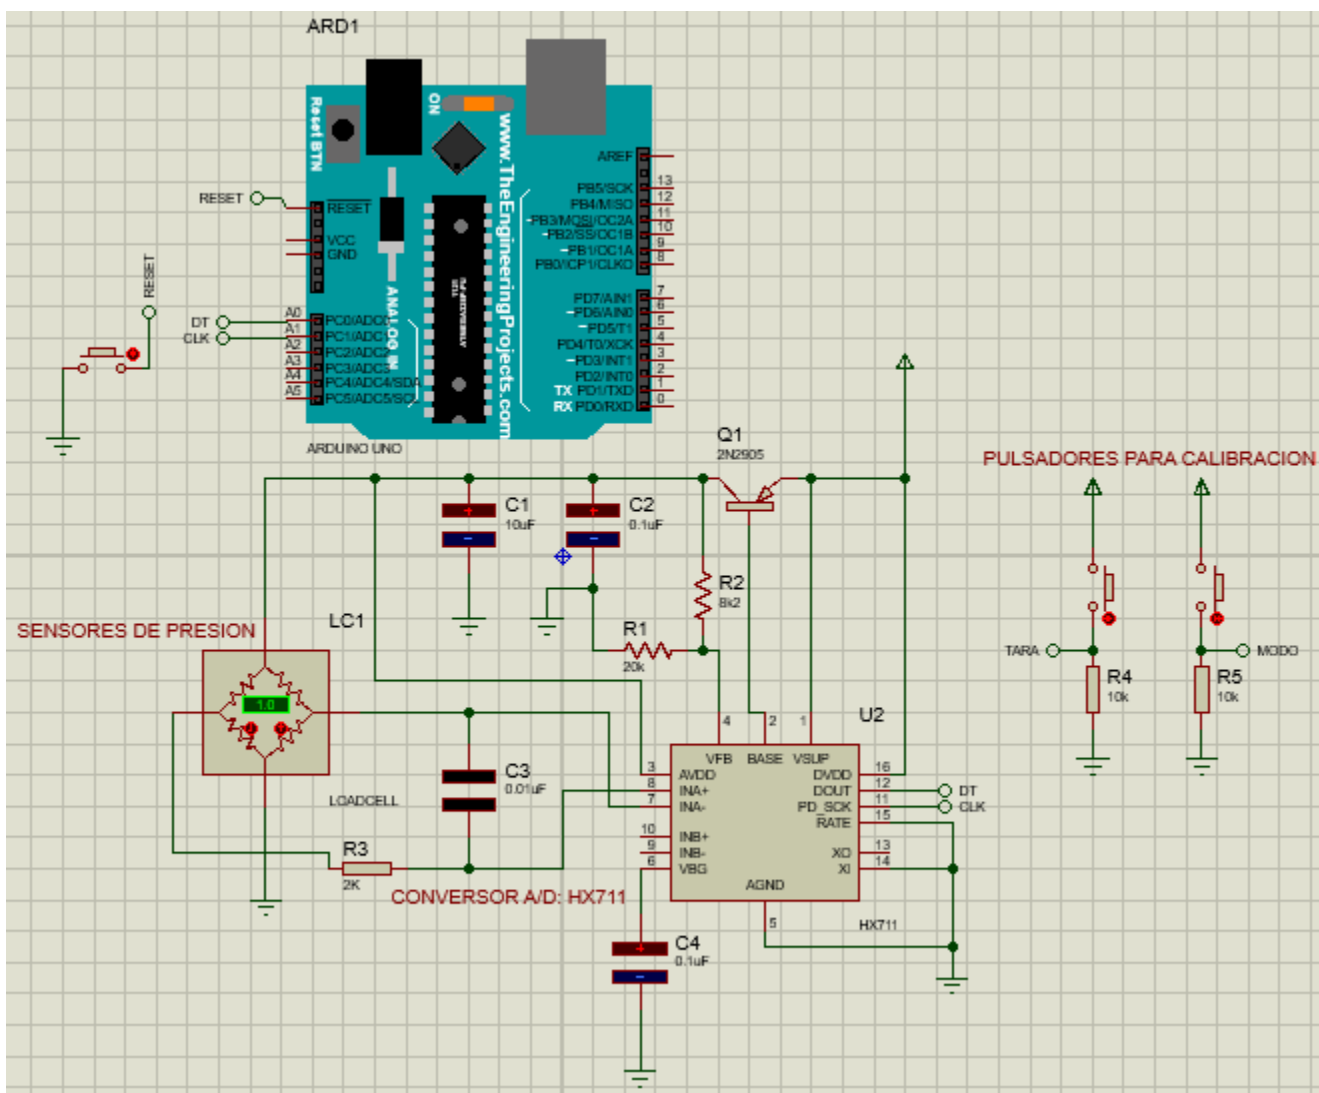 ARD1
Reset BTN
ON
www.TheEngineeringProjects.com
ANALOG IN
AREF
RESET
RESET
VCC
GND
PB5/SCK 13
PB4/MISO 12
PB3/MOSI/OC2A 11
PB2/SS/OC1B 10
PB1/OC1A 9
PB0/ICP1/CLKO 8
PD7/AIN1 7
PD6/AIN0 6
PD5/T1 5
PD4/T0/XCK 4
PD3/INT1 3
PD2/INT0 2
TX PD1/TXD 1
RX PD0/RXD 0
DT A0 PC0/ADC0
CLK A1 PC1/ADC1
A2 PC2/ADC2
A3 PC3/ADC3
A4 PC4/ADC4/SDA
A5 PC5/ADC5/SCL
RESET
ARDUINO UNO
Q1
2N2905
PULSADORES PARA CALIBRACION
C1
10uF
C2
0.1uF
R2
8k2
R1
20k
SENSORES DE PRESION
LC1
1.0
LOADCELL
C3
0.01uF
R3
2K
TARA
R4
10k
MODO
R5
10k
U2
4 2 1
VFB BASE VSUP
3 AVDD
8 INA+
7 INA-
10 INB+
9 INB-
6 VBG
DVDD 16
DOUT 12 DT
PD_SCK 11 CLK
RATE 15
XO 13
XI 14
AGND
5
HX711
CONVERSOR A/D: HX711
C4
0.1uF